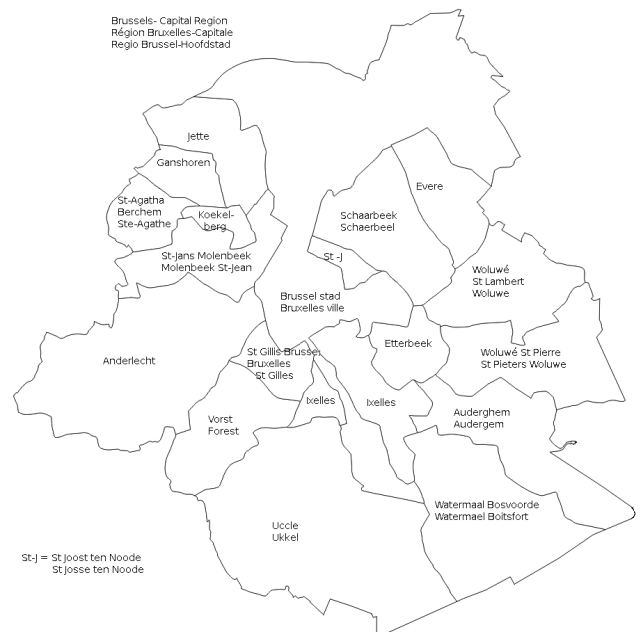 Brussels- Capital Region
Région Bruxelles-Capitale
Regio Brussel-Hoofdstad
Jette
Ganshoren
St-Agatha
Berchem
Ste-Agathe
Koekel-
berg
St-Jans Molenbeek
Molenbeek St-Jean
Schaarbeek
Schaerbeel
Evere
St -J
Brussel stad
Bruxelles ville
Woluwé
St Lambert
Woluwe
Etterbeek
Woluwé St Pierre
St Pieters Woluwe
Anderlecht
St Gillis Brussel
Bruxelles
St Gilles
Ixelles
Ixelles
Vorst
Forest
Auderghem
Audergem
Watermaal Bosvoorde
Watermael Boitsfort
Uccle
Ukkel
St-J = St Joost ten Noode
St Josse ten Noode